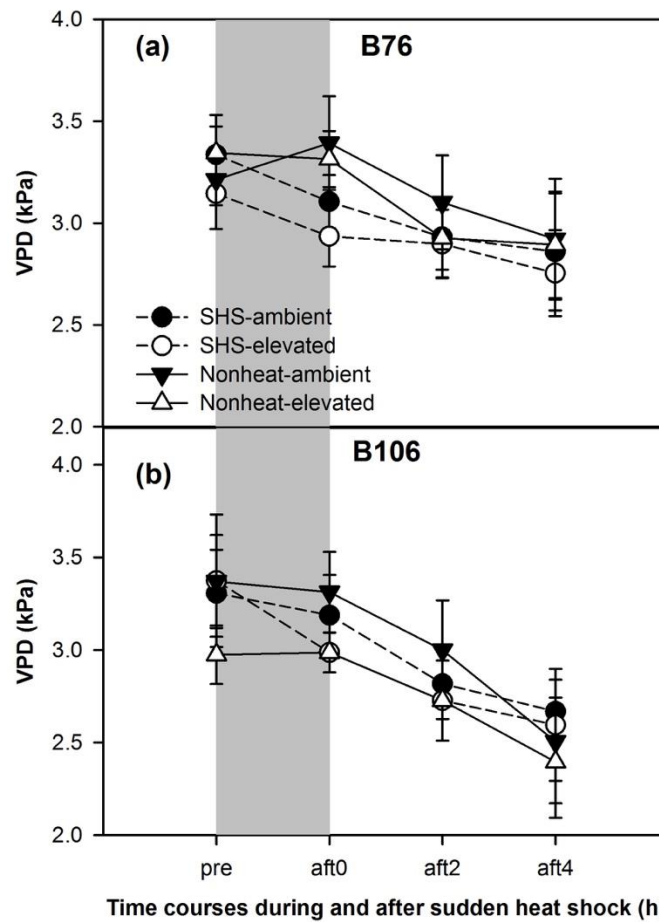 4.0
(a) B76
3.5
VPD (kPa)
3.0
2.5
SHS-ambient
SHS-elevated
Nonheat-ambient
Nonheat-elevated
2.0
B106
4.0
(b)
3.5
VPD (kPa)
3.0
2.5
2.0
pre aft0 aft2 aft4
Time courses during and after sudden heat shock (h